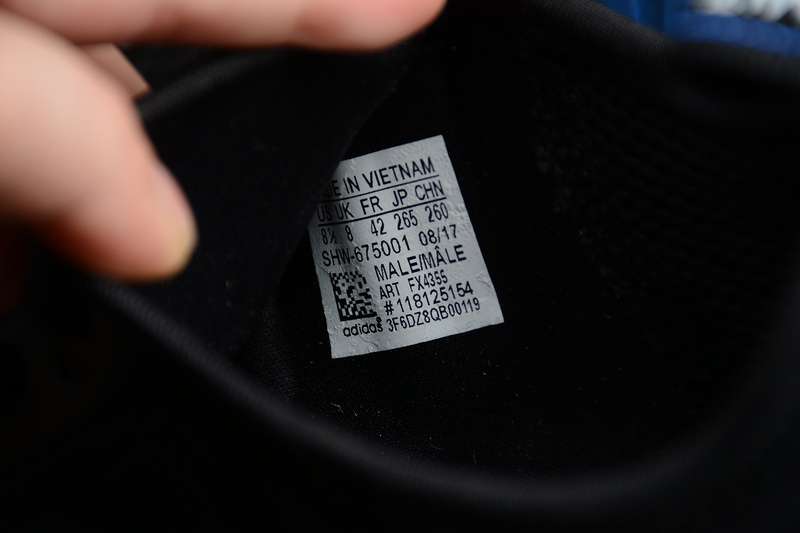 IN VIETNAM
US UK FR JP CHN
8½ 8 42 265 260
SHW-675001 08/17
MALE/MÂLE
ART FX4355
#118125154
adidas 3F6DZ8QB00119